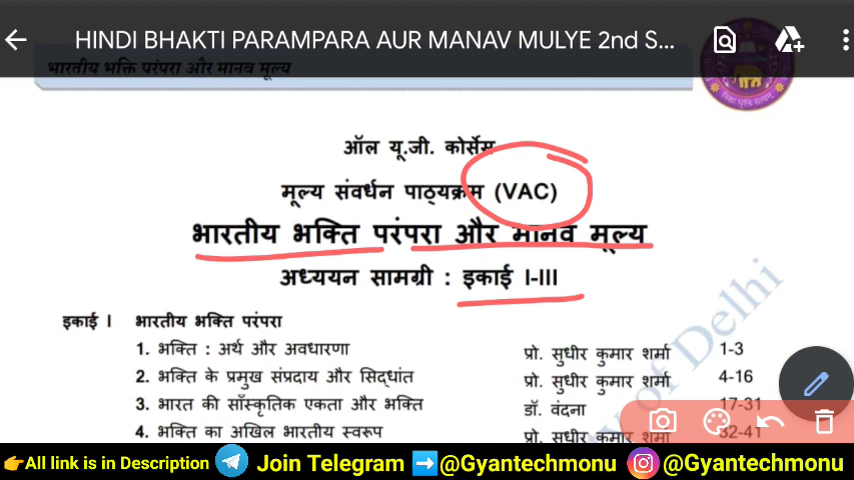 HINDI BHAKTI PARAMPARA AUR MANAV MULYE 2nd S...
भारतीय भक्ति परंपरा और मानव मूल्य
ऑल यू.जी. कोर्सेस
मूल्य संवर्धन पाठ्यक्रम (VAC)
भारतीय भक्ति परंपरा और मानव मूल्य
अध्ययन सामग्री : इकाई I-III
इकाई I भारतीय भक्ति परंपरा
1. भक्ति : अर्थ और अवधारणा प्रो. सुधीर कुमार शर्मा 1-3
2. भक्ति के प्रमुख संप्रदाय और सिद्धांत प्रो. सुधीर कुमार शर्मा 4-16
3. भारत की साँस्कृतिक एकता और भक्ति डॉ. वंदना 17-31
4. भक्ति का अखिल भारतीय स्वरूप प्रो. सुधीर कुमार शर्मा 32-41
of Delhi
👉All link is in Description Join Telegram ➡️@Gyantechmonu @Gyantechmonu